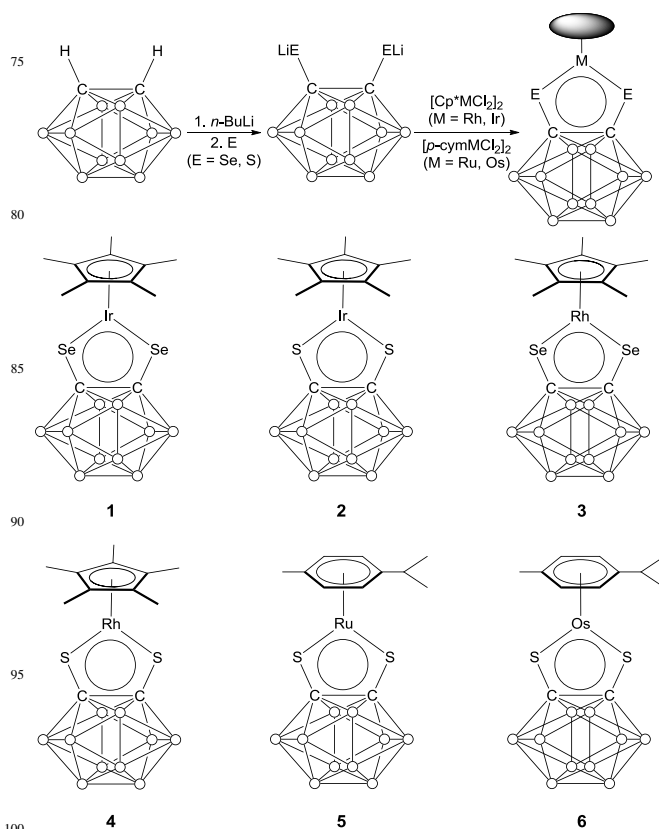 75
H H
LiE ELi
M
E E
C C
C C
C C
1. n-BuLi
2. E
(E = Se, S)
[Cp*MCl2]2
(M = Rh, Ir)
[p-cymMCl2]2
(M = Ru, Os)
80
Ir Ir Rh
Se Se S S Se Se
85
C C C C C C
90
1 2 3
Rh Ru Os
95
S S S S S S
C C C C C C
100
4 5 6